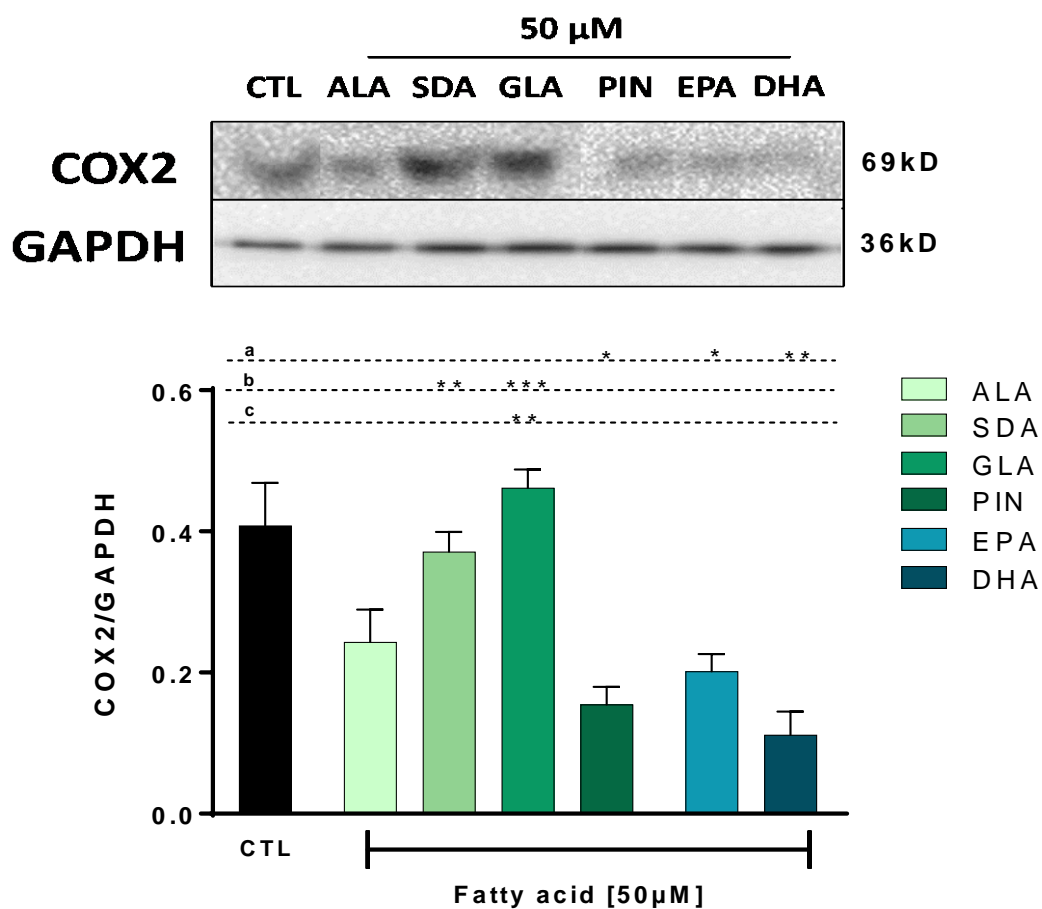 50 µM
CTL ALA SDA GLA PIN EPA DHA
COX2 69kD
GAPDH 36kD
a * * **
b ** ***
c **
0.6
0.4
0.2
0.0
COX2/GAPDH
CTL
Fatty acid [50µM]
ALA
SDA
GLA
PIN
EPA
DHA